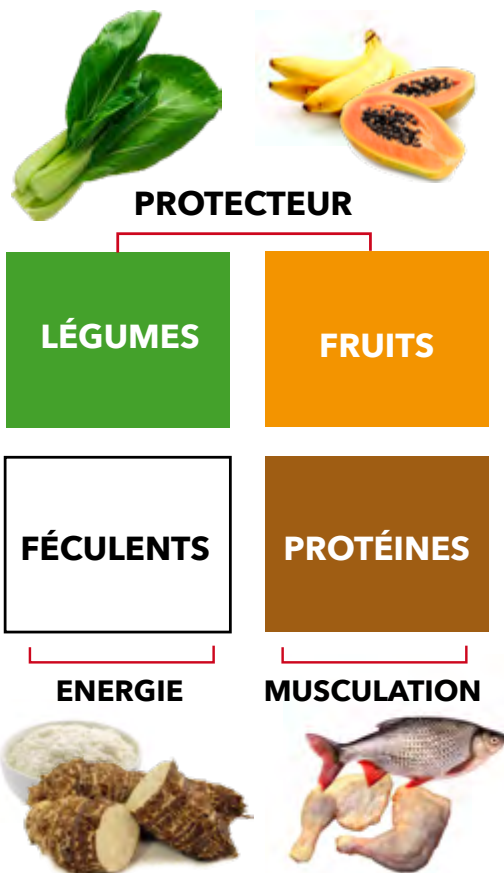 PROTECTEUR
LÉGUMES
FRUITS
FÉCULENTS
PROTÉINES
ENERGIE
MUSCULATION